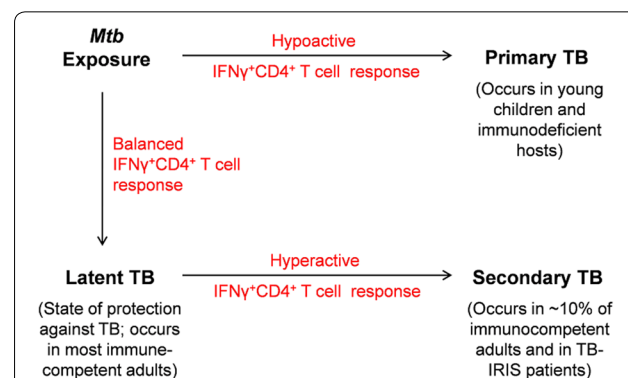 Mtb
Exposure
Hypoactive
IFNγ⁺CD4⁺ T cell response
Primary TB
(Occurs in young
children and
immunodeficient
hosts)
Balanced
IFNγ⁺CD4⁺ T cell
response
Latent TB
(State of protection
against TB; occurs
in most immune-
competent adults)
Hyperactive
IFNγ⁺CD4⁺ T cell response
Secondary TB
(Occurs in ~10% of
immunocompetent
adults and in TB-
IRIS patients)